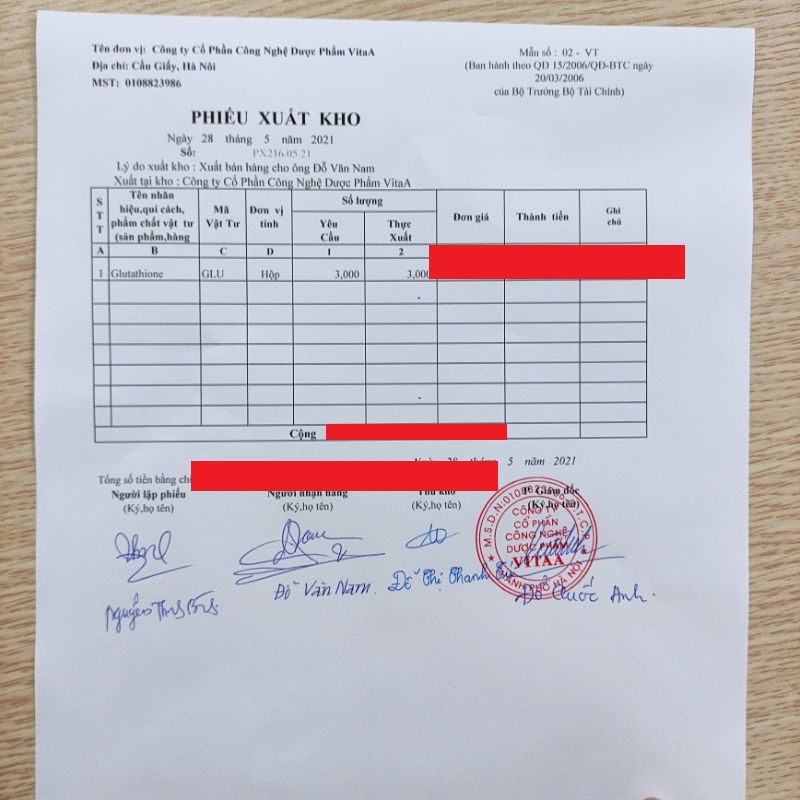 Tên đơn vị: Công ty Cổ Phần Công Nghệ Dược Phẩm VitaA
Địa chỉ: Cầu Giấy, Hà Nôi
MST: 0108823986
Mẫu số : 02 - VT
(Ban hành theo QĐ 15/2006/QĐ-BTC ngày
20/03/2006
của Bộ Trưởng Bộ Tài Chính)
PHIẾU XUẤT KHO
Ngày 28 tháng 5 năm 2021
Số: PX216.05.21
Lý do xuất kho : Xuất bán hàng cho ông Đỗ Văn Nam
Xuất tại kho : Công ty Cổ Phần Công Nghệ Dược Phẩm VitaA
STT
Tên nhãn
hiệu,qui cách,
phẩm chất vật tư
(sản phẩm,hàng
Mã
Vật Tư
Đơn vị
tính
Số lượng
Yêu
Cầu
Thực
Xuất
Đơn giá
Thành tiền
Ghi
chú
A B C D 1 2
1 Glutathione GLU Hộp 3,000 3,000
-
-
Cộng
5 năm 2021
Tổng số tiền bằng
Người lập phiếu
(Ký,họ tên)
Người nhận hàng
(Ký,họ tên)
Thủ kho
(Ký,họ tên)
Giám đốc
(Ký,họ tên)
CÔNG TY
CỔ PHẦN
CÔNG NGHỆ
DƯỢC PHẨM
VITAA
THÀNH PHỐ HÀ NỘI
Nguyễn
Đỗ Văn Nam
Thị Thanh
Đỗ Quốc Anh.